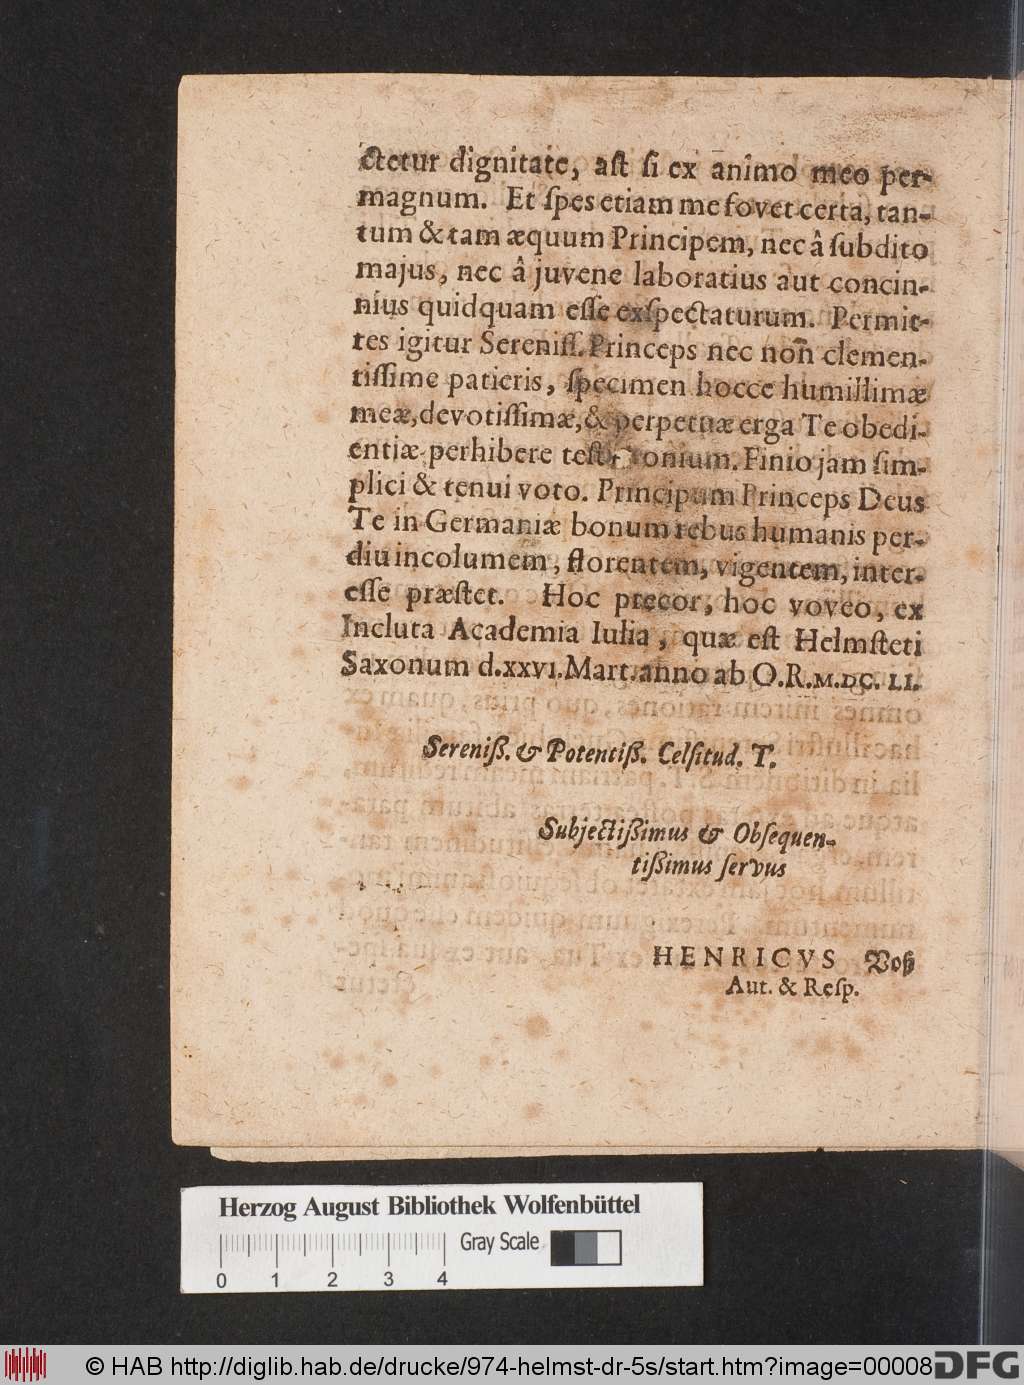 ctetur dignitate, aſt ſi ex animo meo per-
magnum. Et ſpes etiam me fovet certa, tan-
tum & tam æquum Principem, nec â ſubdito
majus, nec â juvene laboratius aut concin-
nius quidquam eſſe exſpectaturum. Permit-
tes igitur Sereniſſ. Princeps nec non clemen-
tiſſime patieris, ſpecimen hocce humillimæ
meæ, devotiſſimæ, & perpetuæ erga Te obedi-
entiæ perhibere teſtimonium. Finio jam ſim-
plici & tenui voto. Principum Princeps Deus
Te in Germaniæ bonum rebus humanis per-
diu incolumem, florentem, vigentem, inter-
eſſe præſtet. Hoc precor, hoc voveo, ex
Incluta Academia Iulia, quæ eſt Helmſteti
Saxonum d. XXVI. Mart. anno ab O. R. M. DC. LI.
Sereniß. & Potentiß. Celſitud. T.
Subjectißimus & Obſequen-
tißimus ſervus
HENRICVS Voß
Aut. & Reſp.
Herzog August Bibliothek Wolfenbüttel
Gray Scale
0 1 2 3 4
© HAB http://diglib.hab.de/drucke/974-helmst-dr-5s/start.htm?image=00008
DFG